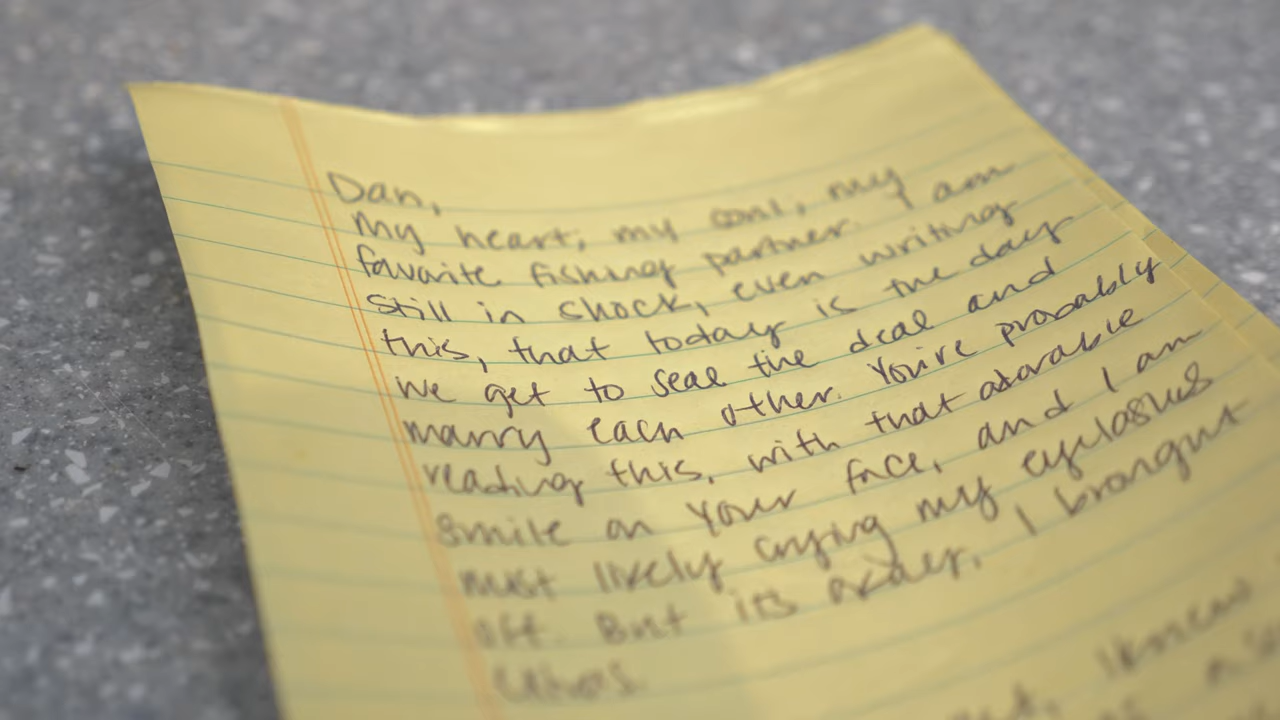 Dan,
My heart, my soul, my
favorite fishing partner. I am
still in shock, even writing
this, that today is the day
we get to seal the deal and
marry each other. You're probably
reading this, with that adorable
smile on your face, and I am
most likely crying my eyelashes
off. But its okay, I brought
extras.
I knew